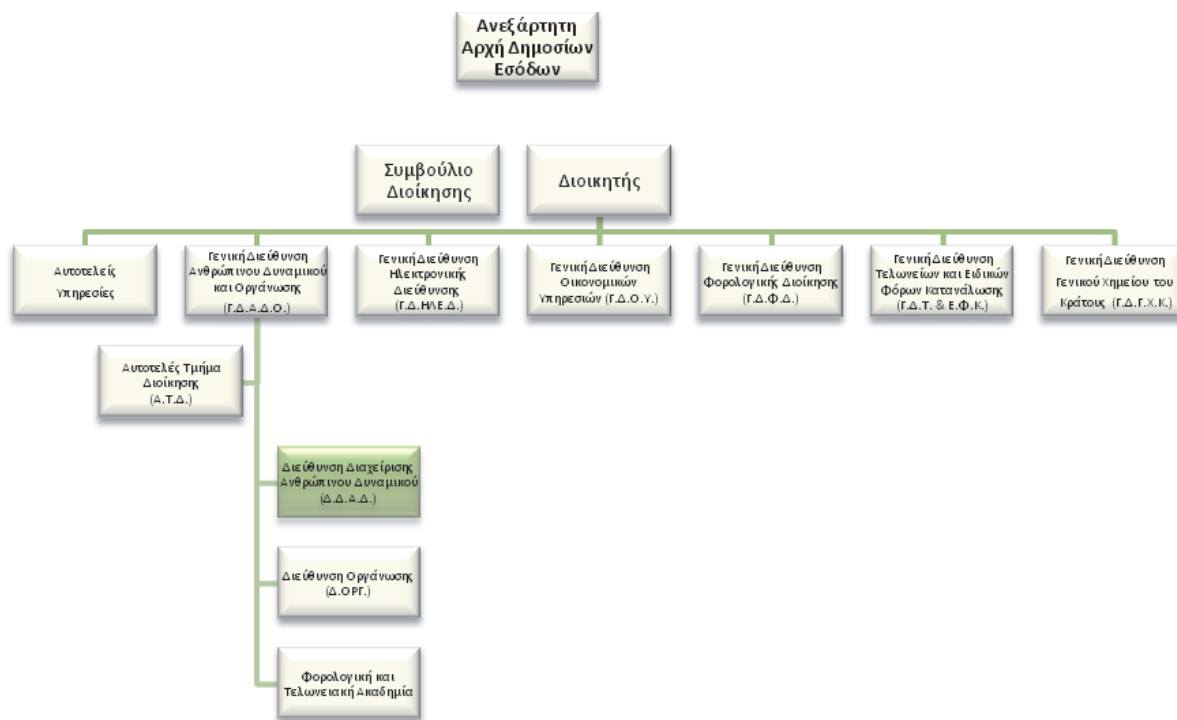 Ανεξάρτητη
Αρχή Δημοσίων
Εσόδων
Συμβούλιο
Διοίκησης
Διοικητής
Αυτοτελείς
Υπηρεσίες
Γενική Διεύθυνση
Ανθρώπινου Δυναμικού
και Οργάνωσης
(Γ.Δ.Α.Δ.Ο.)
Γενική Διεύθυνση
Ηλεκτρονικής
Διεύθυνσης
(Γ.Δ.ΗΛΕ.Δ.)
Γενική Διεύθυνση
Οικονομικών
Υπηρεσιών (Γ.Δ.Ο.Υ.)
Γενική Διεύθυνση
Φορολογικής Διοίκησης
(Γ.Δ.Φ.Δ.)
Γενική Διεύθυνση
Τελωνείων και Ειδικών
Φόρων Κατανάλωσης
(Γ.Δ.Τ. & Ε.Φ.Κ.)
Γενική Διεύθυνση
Γενικού Χημείου του
Κράτους (Γ.Δ.Γ.Χ.Κ.)
Αυτοτελές Τμήμα
Διοίκησης
(Α.Τ.Δ.)
Διεύθυνση Διαχείρισης
Ανθρώπινου Δυναμικού
(Δ.Δ.Α.Δ.)
Διεύθυνση Οργάνωσης
(Δ.ΟΡΓ.)
Φορολογική και
Τελωνειακή Ακαδημία